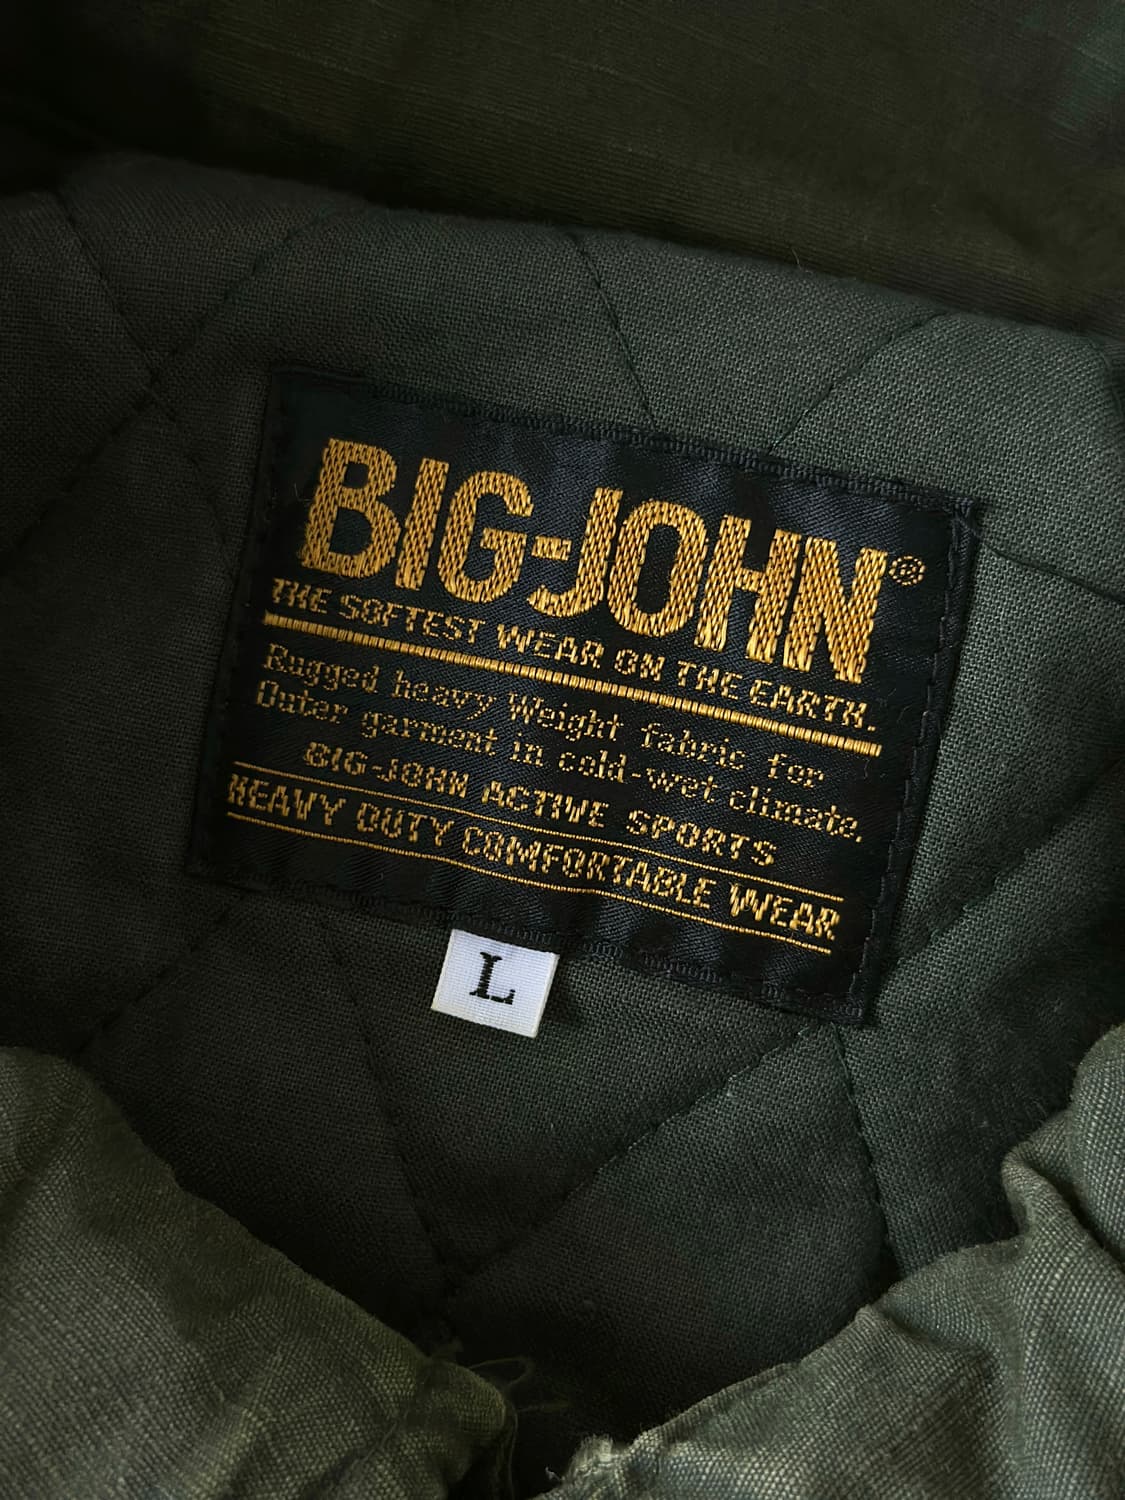 BIG-JOHN®
THE SOFTEST WEAR ON THE EARTH.
Rugged heavy Weight fabric for
Outer garment in cold-wet climate,
BIG-JOHN ACTIVE SPORTS
HEAVY DUTY COMFORTABLE WEAR
L